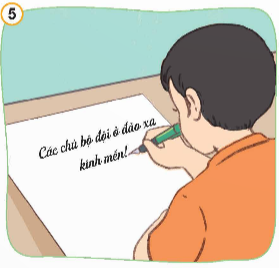 5
Các chú bộ đội ở đảo xa
kính mến!